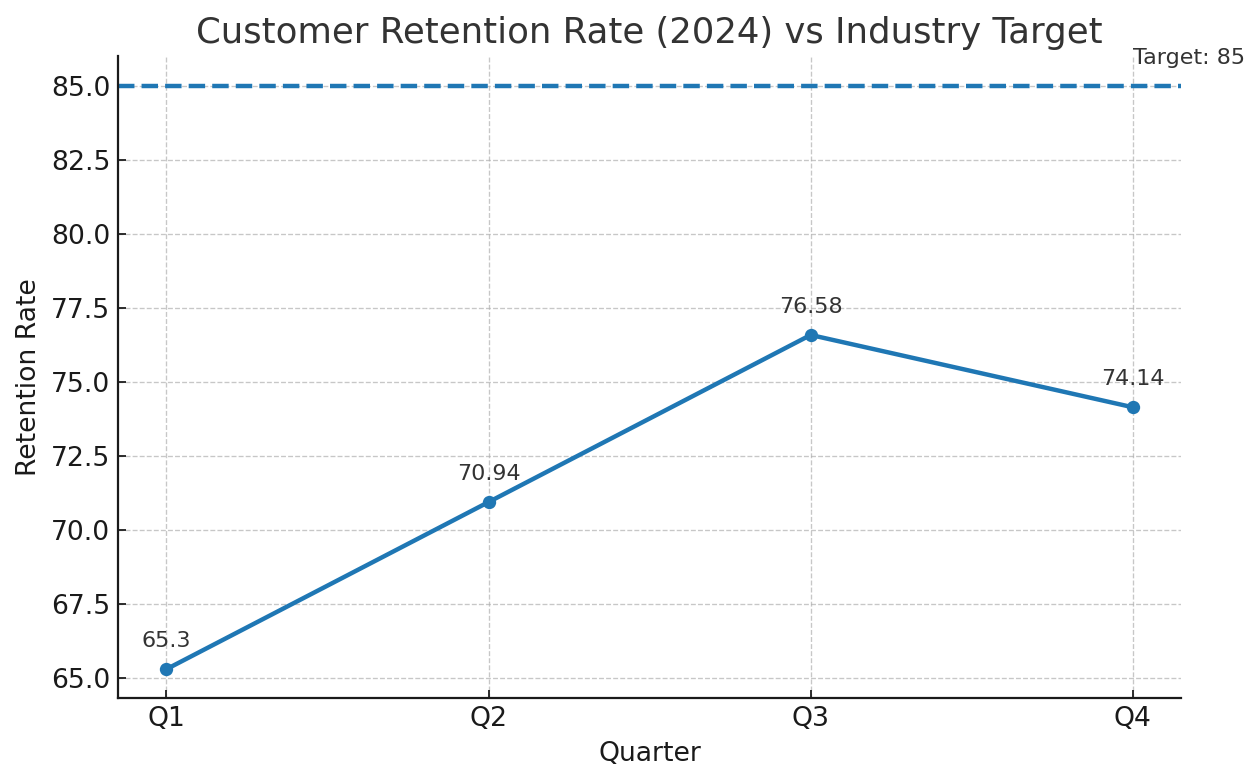 Customer Retention Rate (2024) vs Industry Target
Target: 85
85.0
82.5
80.0
77.5
75.0
72.5
70.0
67.5
65.0
Retention Rate
65.3
70.94
76.58
74.14
Q1 Q2 Q3 Q4
Quarter